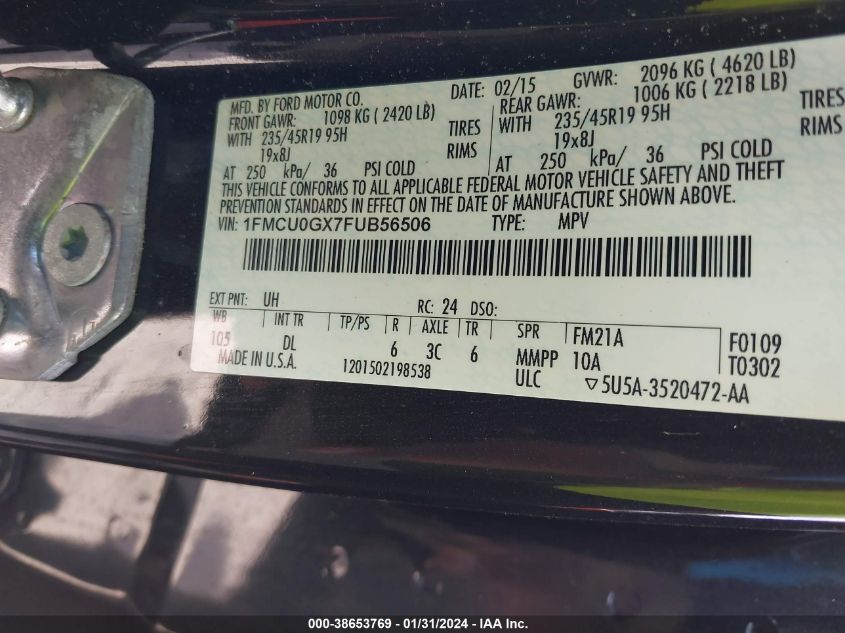 MFD. BY FORD MOTOR CO. DATE: 02/15 GVWR: 2096 KG ( 4620 LB)
FRONT GAWR: 1098 KG ( 2420 LB) REAR GAWR: 1006 KG ( 2218 LB)
WITH 235/45R19 95H TIRES WITH 235/45R19 95H TIRES
19x8J RIMS 19x8J RIMS
AT 250 kPa/ 36 PSI COLD AT 250 kPa/ 36 PSI COLD
THIS VEHICLE CONFORMS TO ALL APPLICABLE FEDERAL MOTOR VEHICLE SAFETY AND THEFT
PREVENTION STANDARDS IN EFFECT ON THE DATE OF MANUFACTURE SHOWN ABOVE.
VIN: 1FMCU0GX7FUB56506 TYPE: MPV
EXT PNT: UH RC: 24 DSO:
WB INT TR TP/PS R AXLE TR SPR FM21A F0109
105 DL 6 3C 6 MMPP 10A T0302
MADE IN U.S.A. 1201502198538 ULC ▽5U5A-3520472-AA
000-38653769 - 01/31/2024 - IAA Inc.